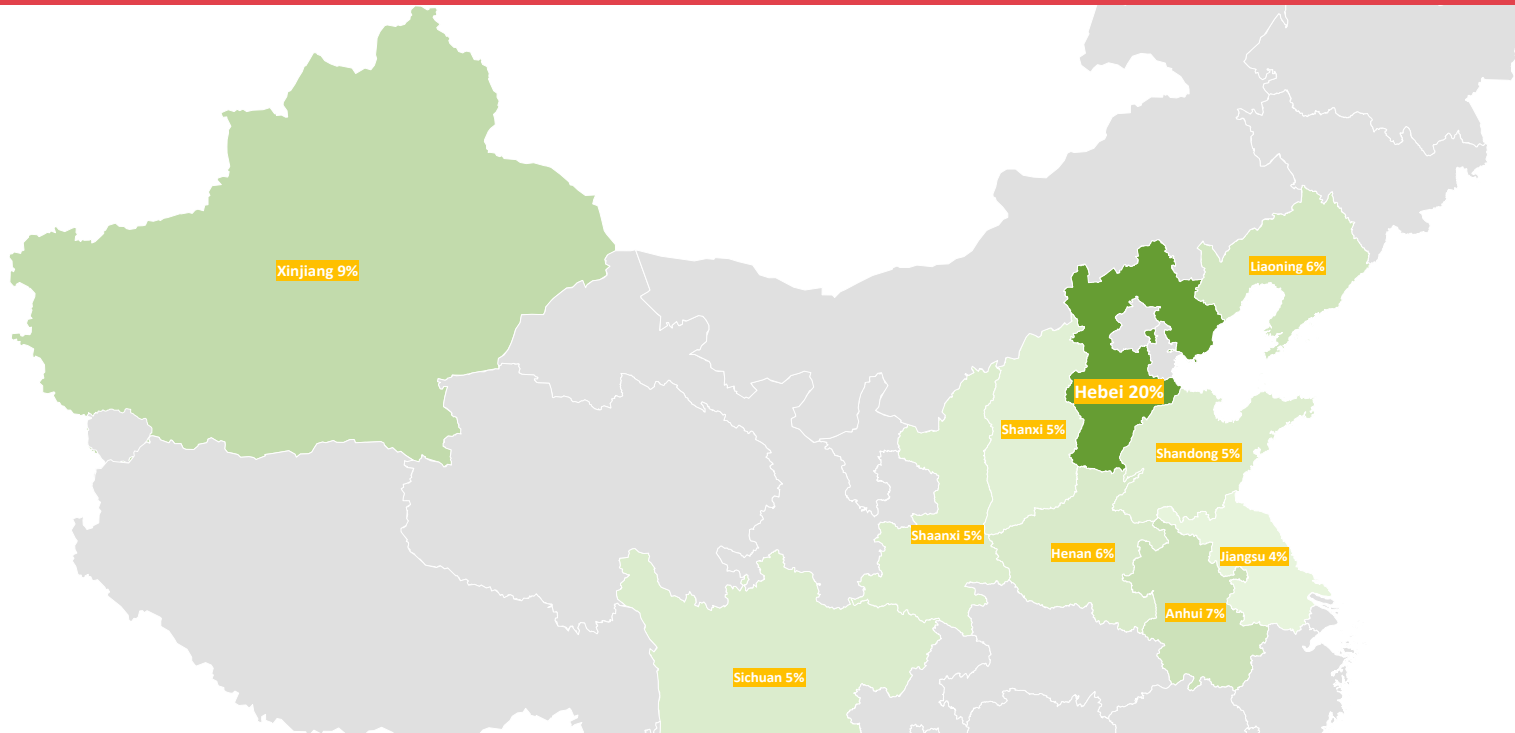 Xinjiang 9%
Liaoning 6%
Hebei 20%
Shanxi 5%
Shandong 5%
Shaanxi 5%
Henan 6%
Jiangsu 4%
Anhui 7%
Sichuan 5%